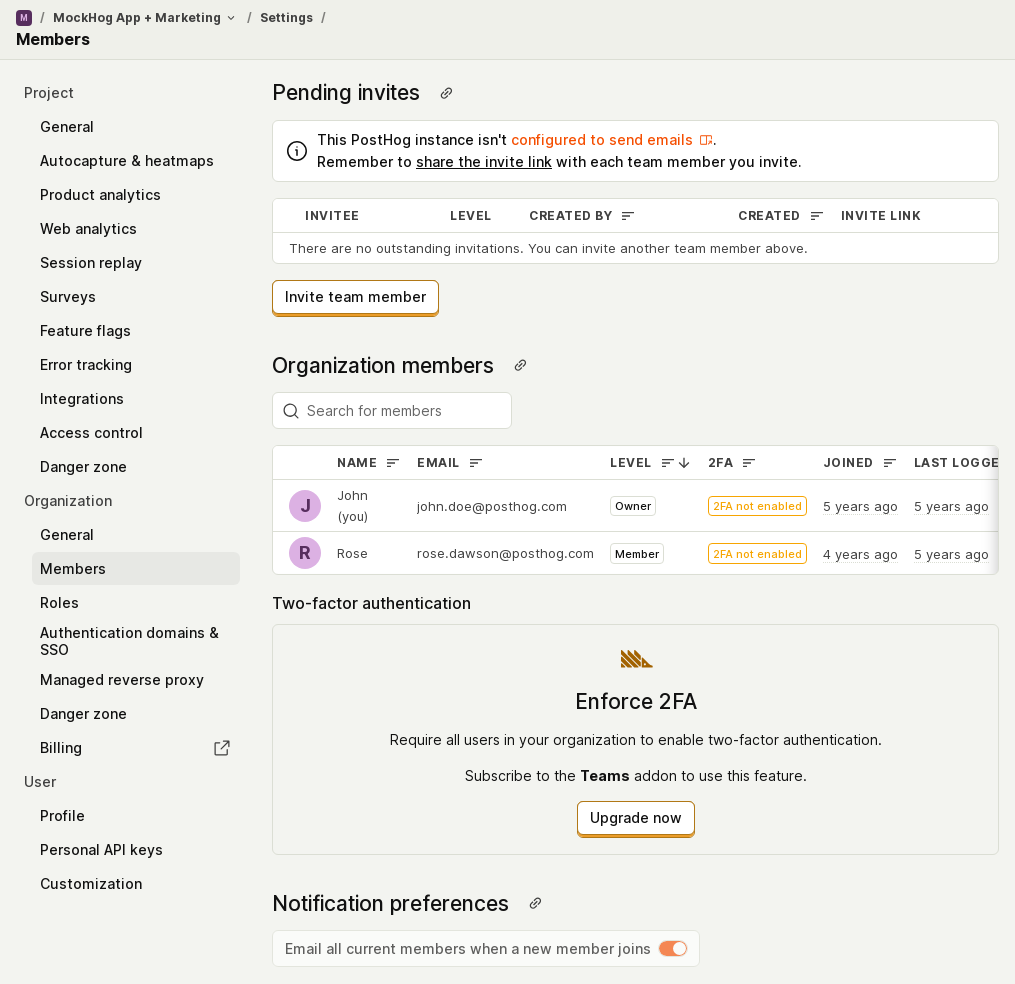 M / MockHog App + Marketing / Settings /
Members
Project
General
Autocapture & heatmaps
Product analytics
Web analytics
Session replay
Surveys
Feature flags
Error tracking
Integrations
Access control
Danger zone
Organization
General
Members
Roles
Authentication domains &
SSO
Managed reverse proxy
Danger zone
Billing
User
Profile
Personal API keys
Customization
Pending invites
This PostHog instance isn't configured to send emails.
Remember to share the invite link with each team member you invite.
INVITEE LEVEL CREATED BY CREATED INVITE LINK
There are no outstanding invitations. You can invite another team member above.
Invite team member
Organization members
Search for members
NAME EMAIL LEVEL 2FA JOINED LAST LOGGE
J John (you) john.doe@posthog.com Owner 2FA not enabled 5 years ago 5 years ago
R Rose rose.dawson@posthog.com Member 2FA not enabled 4 years ago 5 years ago
Two-factor authentication
Enforce 2FA
Require all users in your organization to enable two-factor authentication.
Subscribe to the Teams addon to use this feature.
Upgrade now
Notification preferences
Email all current members when a new member joins